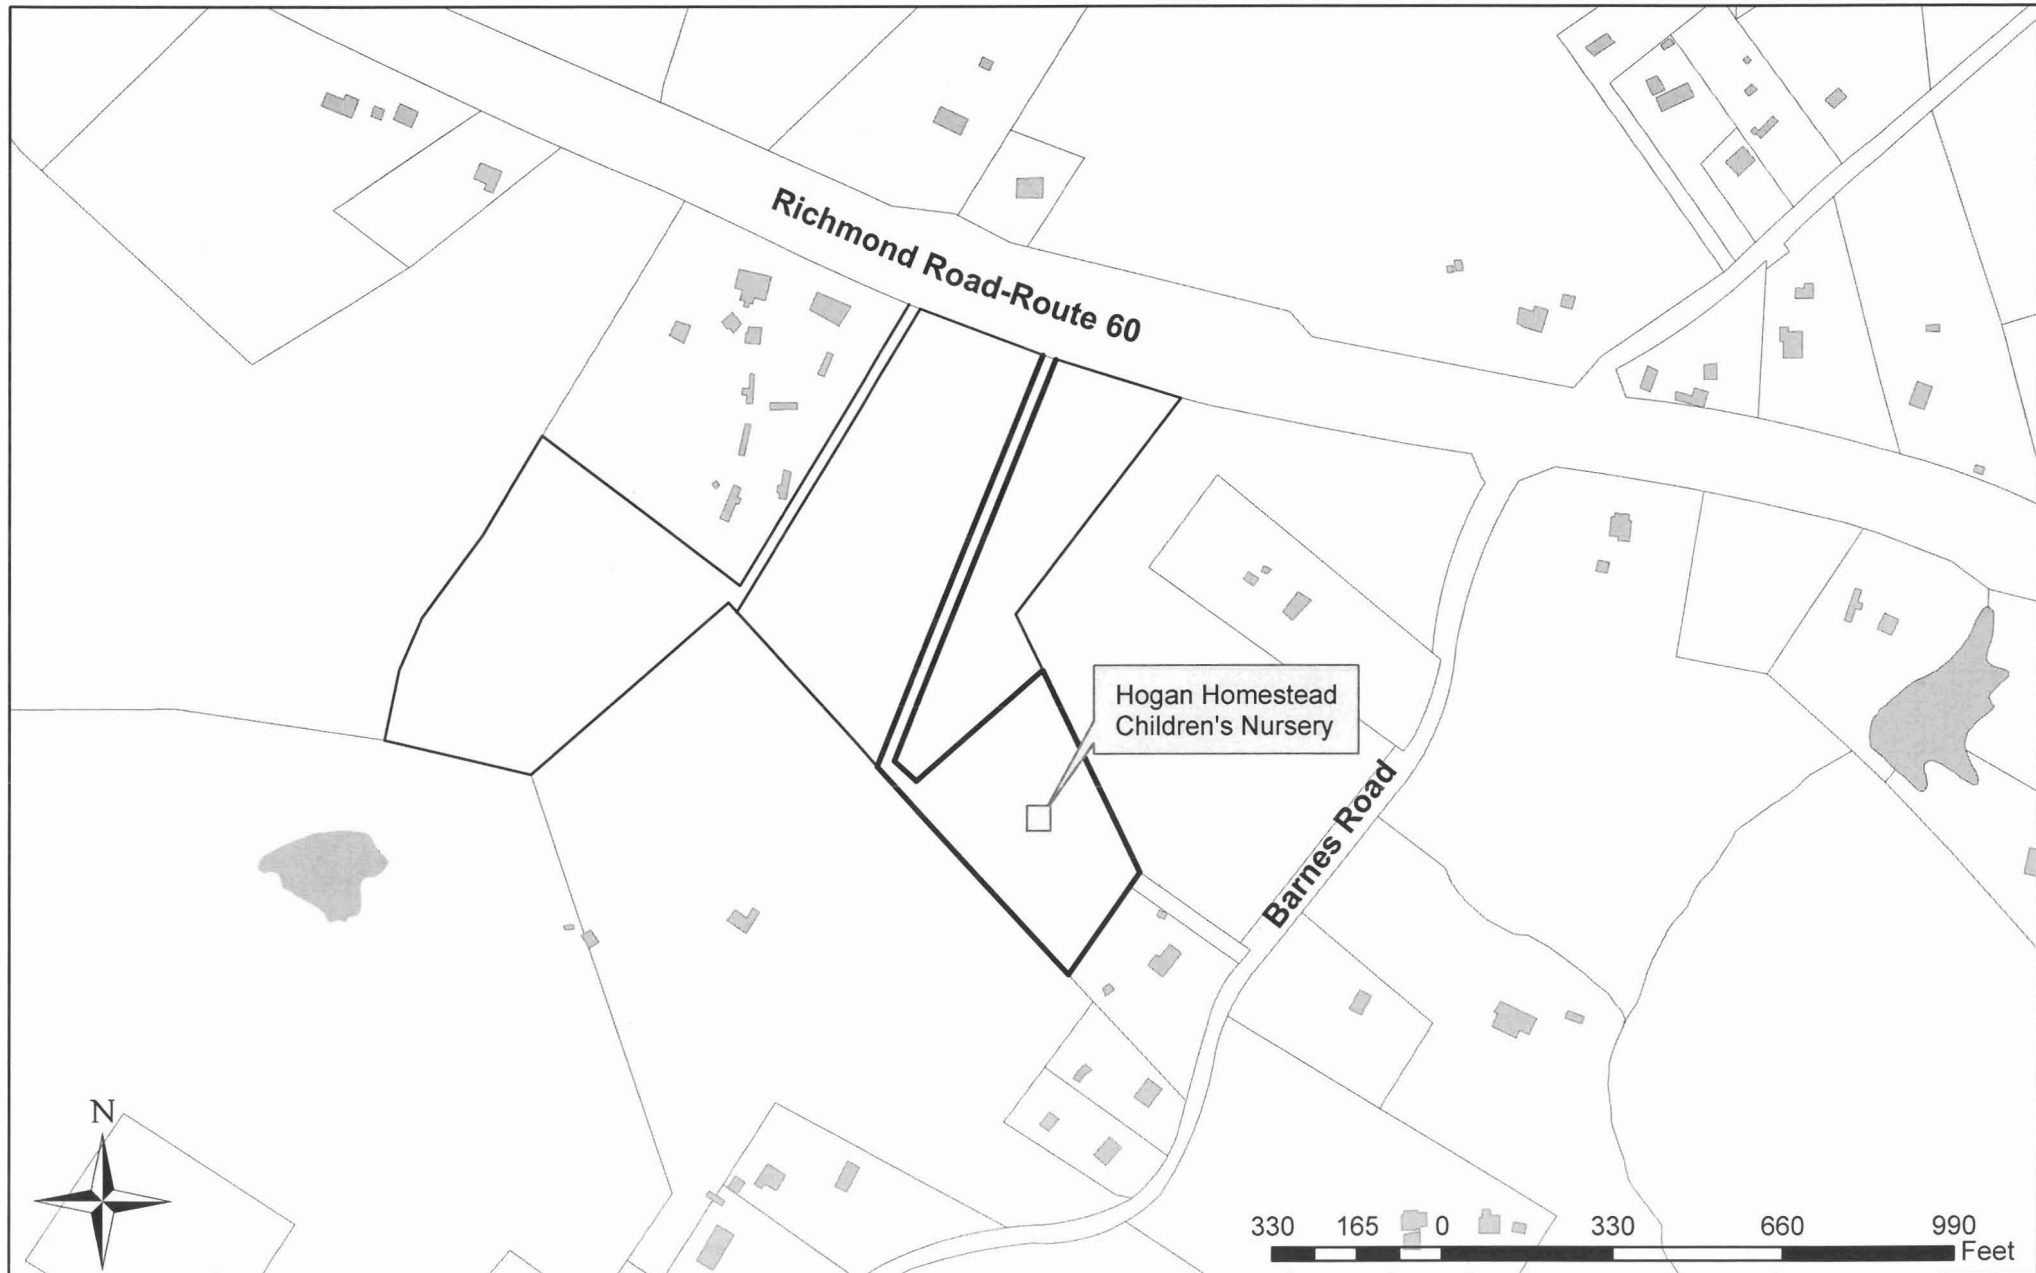 Richmond Road-Route 60
Hogan Homestead
Children's Nursery
Barnes Road
N
330 165 0 330 660 990
Feet